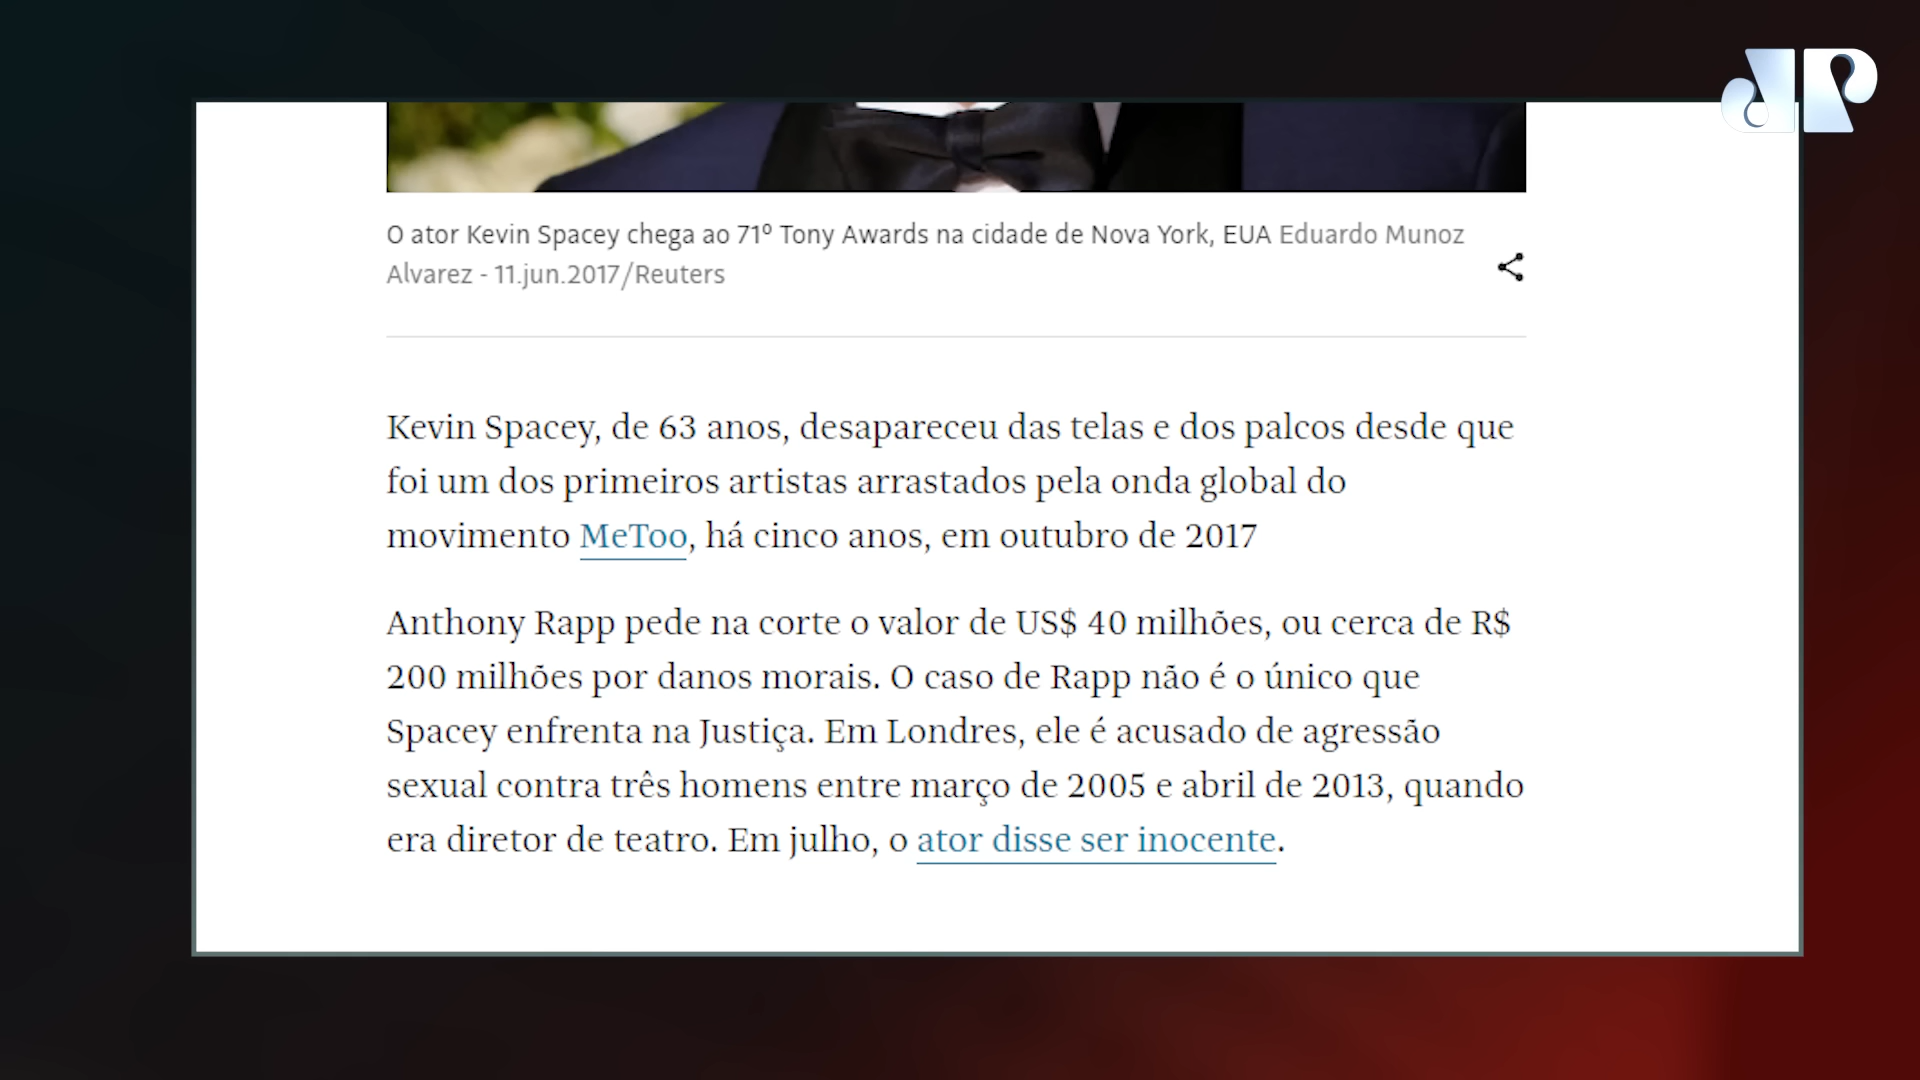 JP
O ator Kevin Spacey chega ao 71º Tony Awards na cidade de Nova York, EUA Eduardo Munoz
Alvarez - 11.jun.2017/Reuters
Kevin Spacey, de 63 anos, desapareceu das telas e dos palcos desde que
foi um dos primeiros artistas arrastados pela onda global do
movimento MeToo, há cinco anos, em outubro de 2017
Anthony Rapp pede na corte o valor de US$ 40 milhões, ou cerca de R$
200 milhões por danos morais. O caso de Rapp não é o único que
Spacey enfrenta na Justiça. Em Londres, ele é acusado de agressão
sexual contra três homens entre março de 2005 e abril de 2013, quando
era diretor de teatro. Em julho, o ator disse ser inocente.